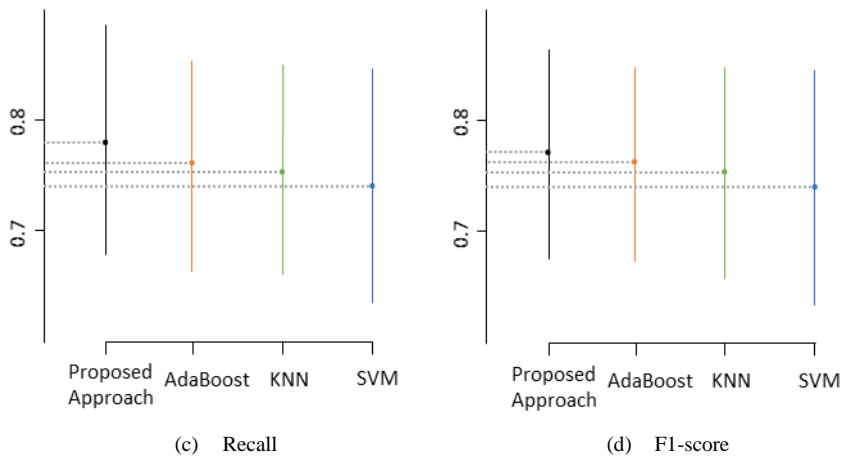 0.8
0.7
Proposed Approach
AdaBoost
KNN
SVM
(c) Recall
0.8
0.7
Proposed Approach
AdaBoost
KNN
SVM
(d) F1-score